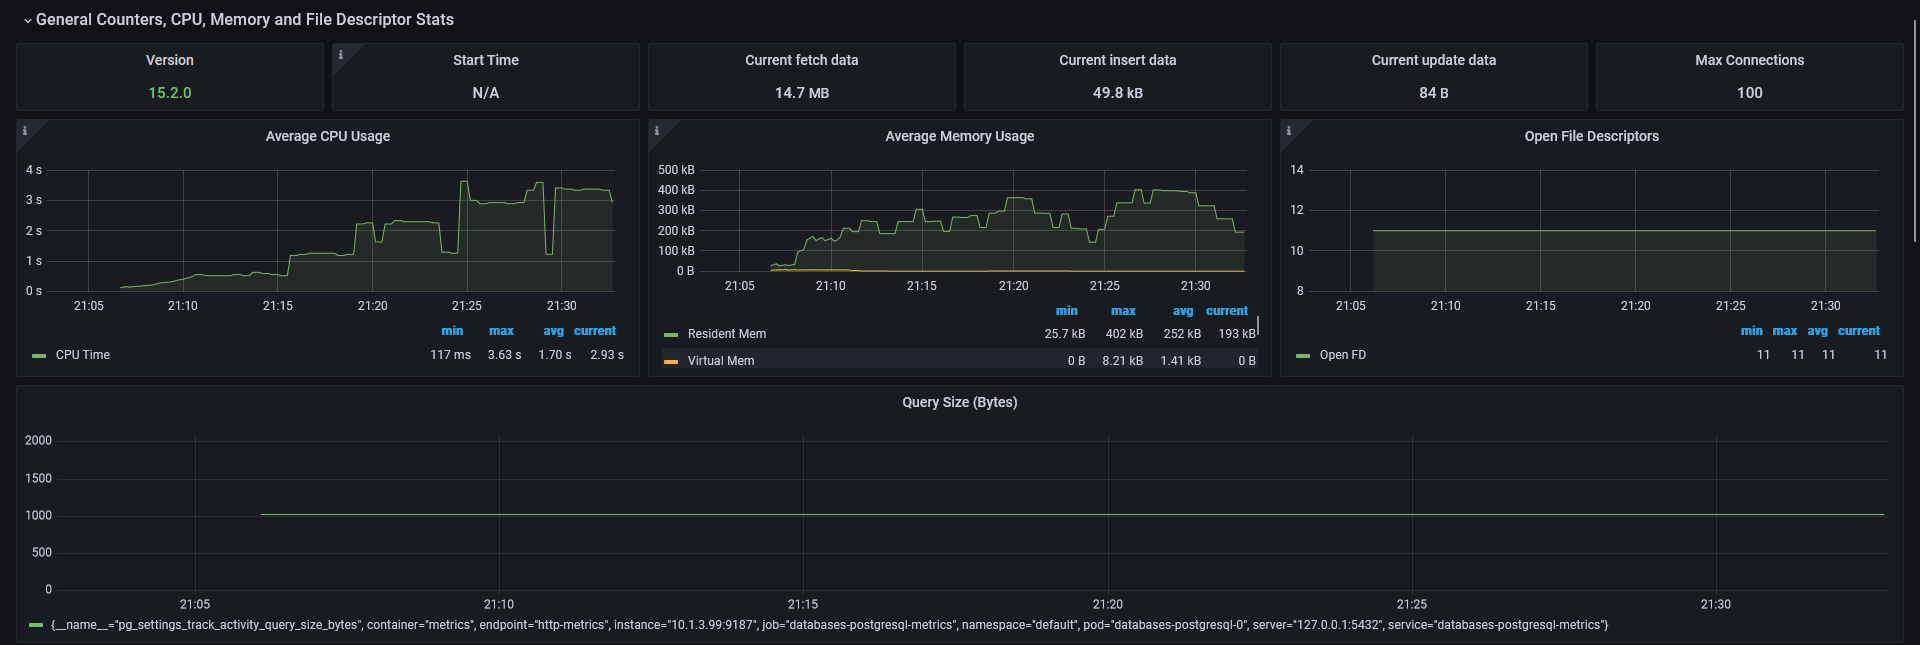 General Counters, CPU, Memory and File Descriptor Stats
Version
Start Time
Current fetch data
Current insert data
Current update data
Max Connections
15.2.0
N/A
14.7 MB
49.8 kB
84 B
100
Average CPU Usage
4 s
3 s
2 s
1 s
0 s
21:05 21:10 21:15 21:20 21:25 21:30
min max avg current
CPU Time 117 ms 3.63 s 1.70 s 2.93 s
Average Memory Usage
500 kB
400 kB
300 kB
200 kB
100 kB
0 B
21:05 21:10 21:15 21:20 21:25 21:30
min max avg current
Resident Mem 25.7 kB 402 kB 252 kB 193 kB
Virtual Mem 0 B 8.21 kB 1.41 kB 0 B
Open File Descriptors
14
12
10
8
21:05 21:10 21:15 21:20 21:25 21:30
min max avg current
Open FD 11 11 11 11
Query Size (Bytes)
2000
1500
1000
500
0
21:05 21:10 21:15 21:20 21:25 21:30
{__name__="pg_settings_track_activity_query_size_bytes", container="metrics", endpoint="http-metrics", instance="10.1.3.99:9187", job="databases-postgresql-metrics", namespace="default", pod="databases-postgresql-0", server="127.0.0.1:5432", service="databases-postgresql-metrics"}